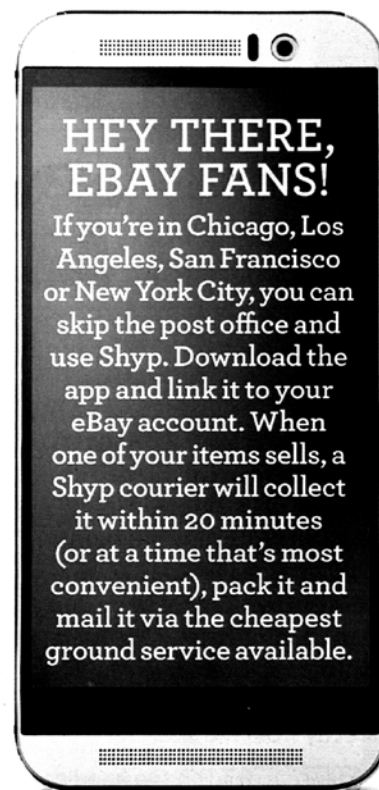 HEY THERE,
EBAY FANS!
If you're in Chicago, Los
Angeles, San Francisco
or New York City, you can
skip the post office and
use Shyp. Download the
app and link it to your
eBay account. When
one of your items sells, a
Shyp courier will collect
it within 20 minutes
(or at a time that's most
convenient), pack it and
mail it via the cheapest
ground service available.